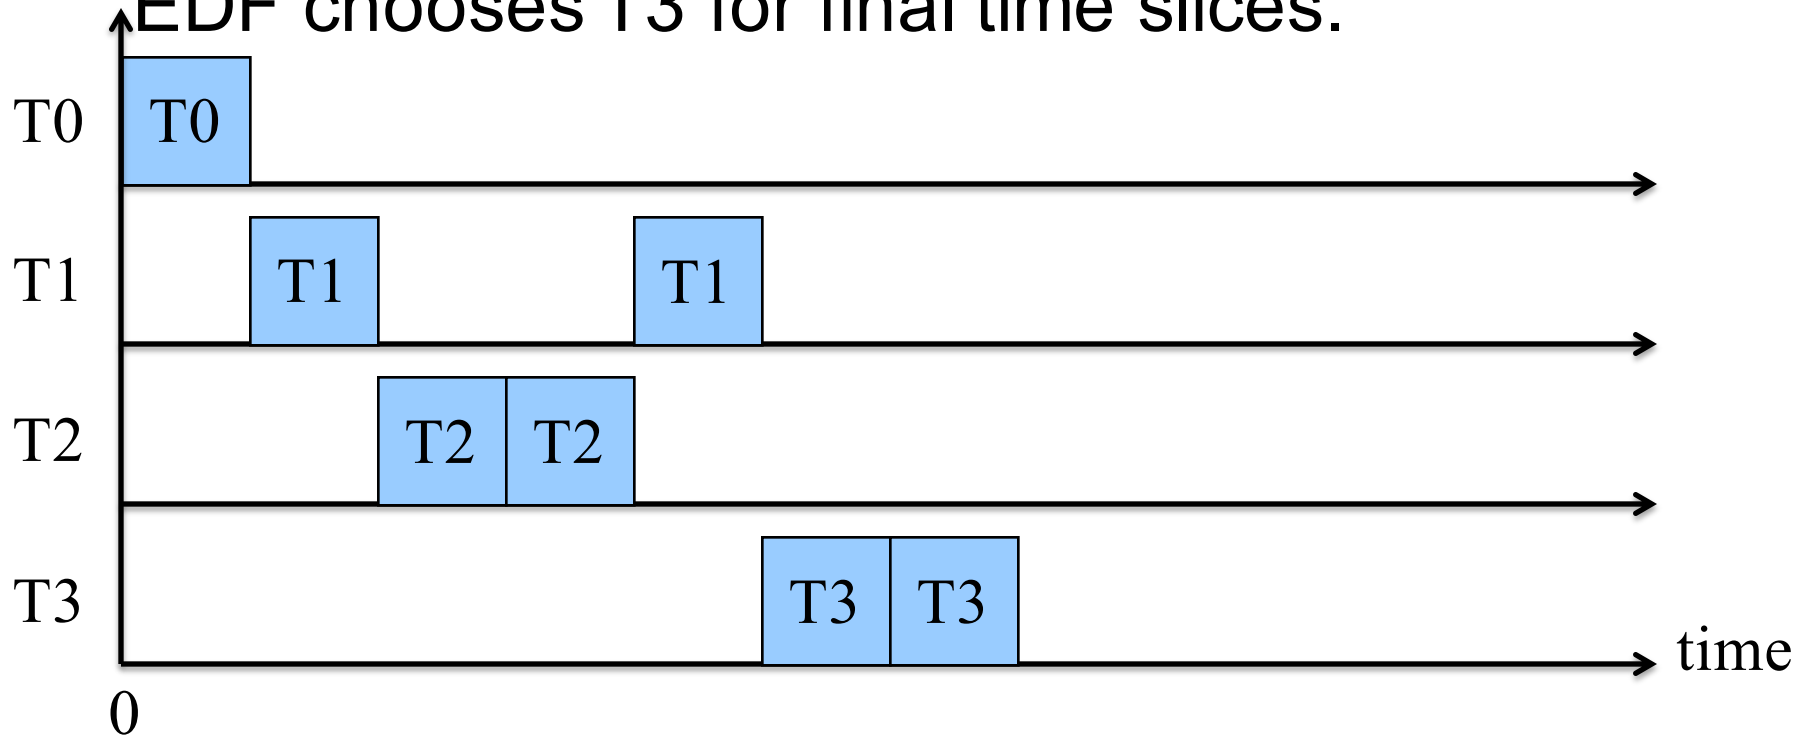 EDF chooses T3 for final time slices.
T0 T0
T1 T1 T1
T2 T2 T2
T3 T3 T3
time
0